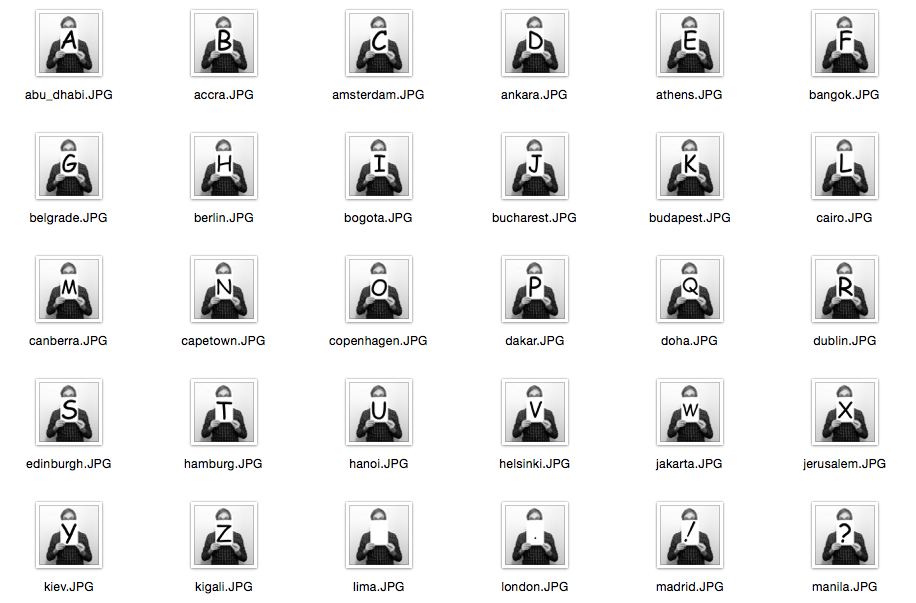 A B C D E F
abu_dhabi.JPG accra.JPG amsterdam.JPG ankara.JPG athens.JPG bangok.JPG
G H I J K L
belgrade.JPG berlin.JPG bogota.JPG bucharest.JPG budapest.JPG cairo.JPG
M N O P Q R
canberra.JPG capetown.JPG copenhagen.JPG dakar.JPG doha.JPG dublin.JPG
S T U V W X
edinburgh.JPG hamburg.JPG hanoi.JPG helsinki.JPG jakarta.JPG jerusalem.JPG
y Z . / ?
kiev.JPG kigali.JPG lima.JPG london.JPG madrid.JPG manila.JPG